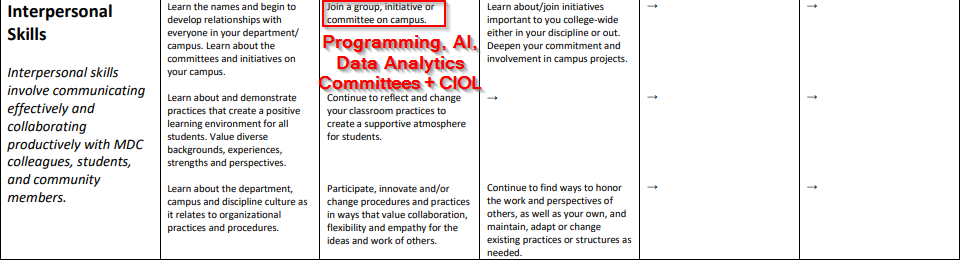 Interpersonal
Skills
Interpersonal skills
involve communicating
effectively and
collaborating
productively with MDC
colleagues, students,
and community
members.
Learn the names and begin to
develop relationships with
everyone in your department/
campus. Learn about the
committees and initiatives on
your campus.
Join a group, initiative or
committee on campus.
Programming, AI,
Data Analytics
Committees + CIOL
Learn about/join initiatives
important to you college-wide
either in your discipline or out.
Deepen your commitment and
involvement in campus projects.
→
→
Learn about and demonstrate
practices that create a positive
learning environment for all
students. Value diverse
backgrounds, experiences,
strengths and perspectives.
Continue to reflect and change
your classroom practices to
create a supportive atmosphere
for students.
→
→
→
Learn about the department,
campus and discipline culture as
it relates to organizational
practices and procedures.
Participate, innovate and/or
change procedures and practices
in ways that value collaboration,
flexibility and empathy for the
ideas and work of others.
Continue to find ways to honor
the work and perspectives of
others, as well as your own, and
maintain, adapt or change
existing practices or structures as
needed.
→
→